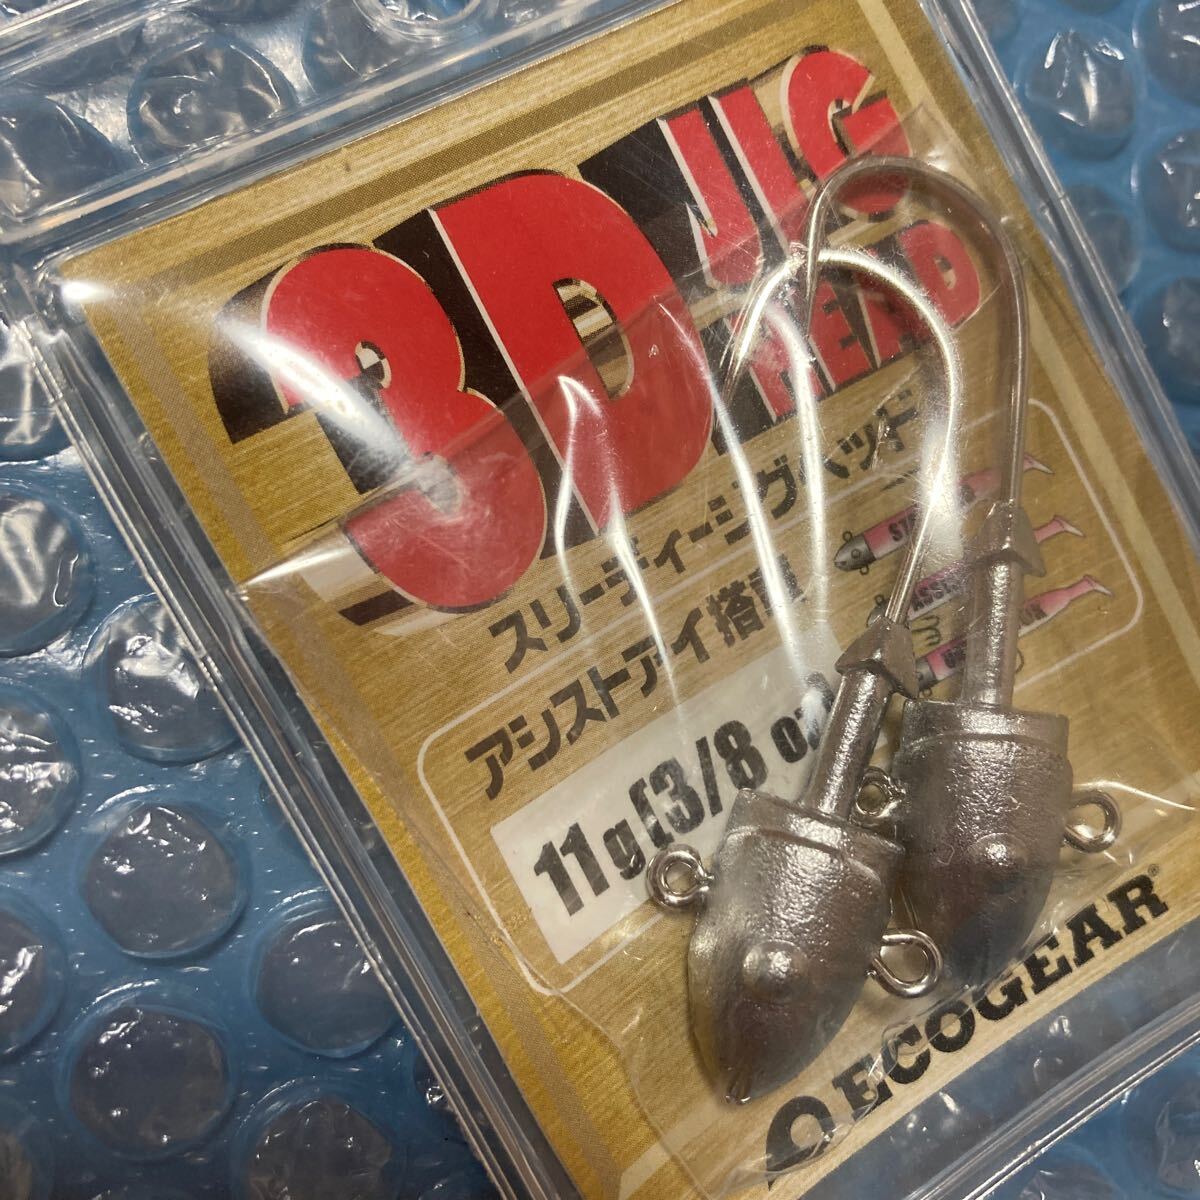 3D JIG
HEAD
スリーディージグヘッド
アシストアイ搭載
11g (3/8 oz)
ECOGEAR®